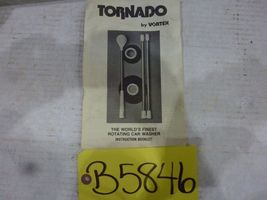 TORNADO
by VORTEX
THE WORLD'S FINEST
ROTATING CAR WASHER
INSTRUCTION BOOKLET
B5846